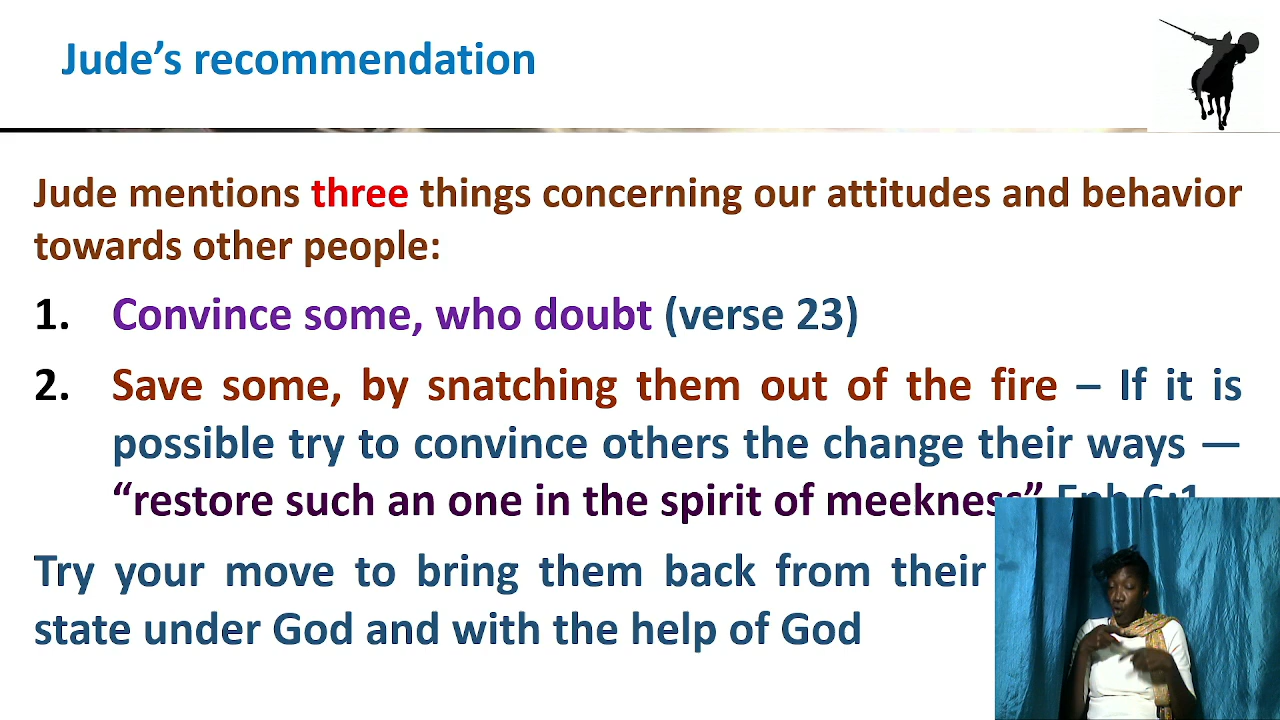 Jude’s recommendation
Jude mentions three things concerning our attitudes and behavior
towards other people:
1. Convince some, who doubt (verse 23)
2. Save some, by snatching them out of the fire – If it is
possible try to convince others the change their ways —
“restore such an one in the spirit of meekness”
Try your move to bring them back from their
state under God and with the help of God